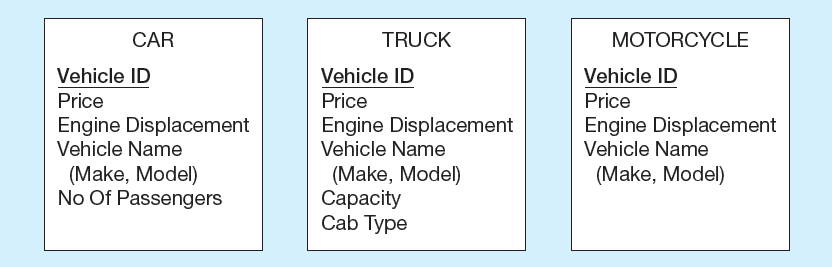 CAR
Vehicle ID
Price
Engine Displacement
Vehicle Name
(Make, Model)
No Of Passengers
TRUCK
Vehicle ID
Price
Engine Displacement
Vehicle Name
(Make, Model)
Capacity
Cab Type
MOTORCYCLE
Vehicle ID
Price
Engine Displacement
Vehicle Name
(Make, Model)